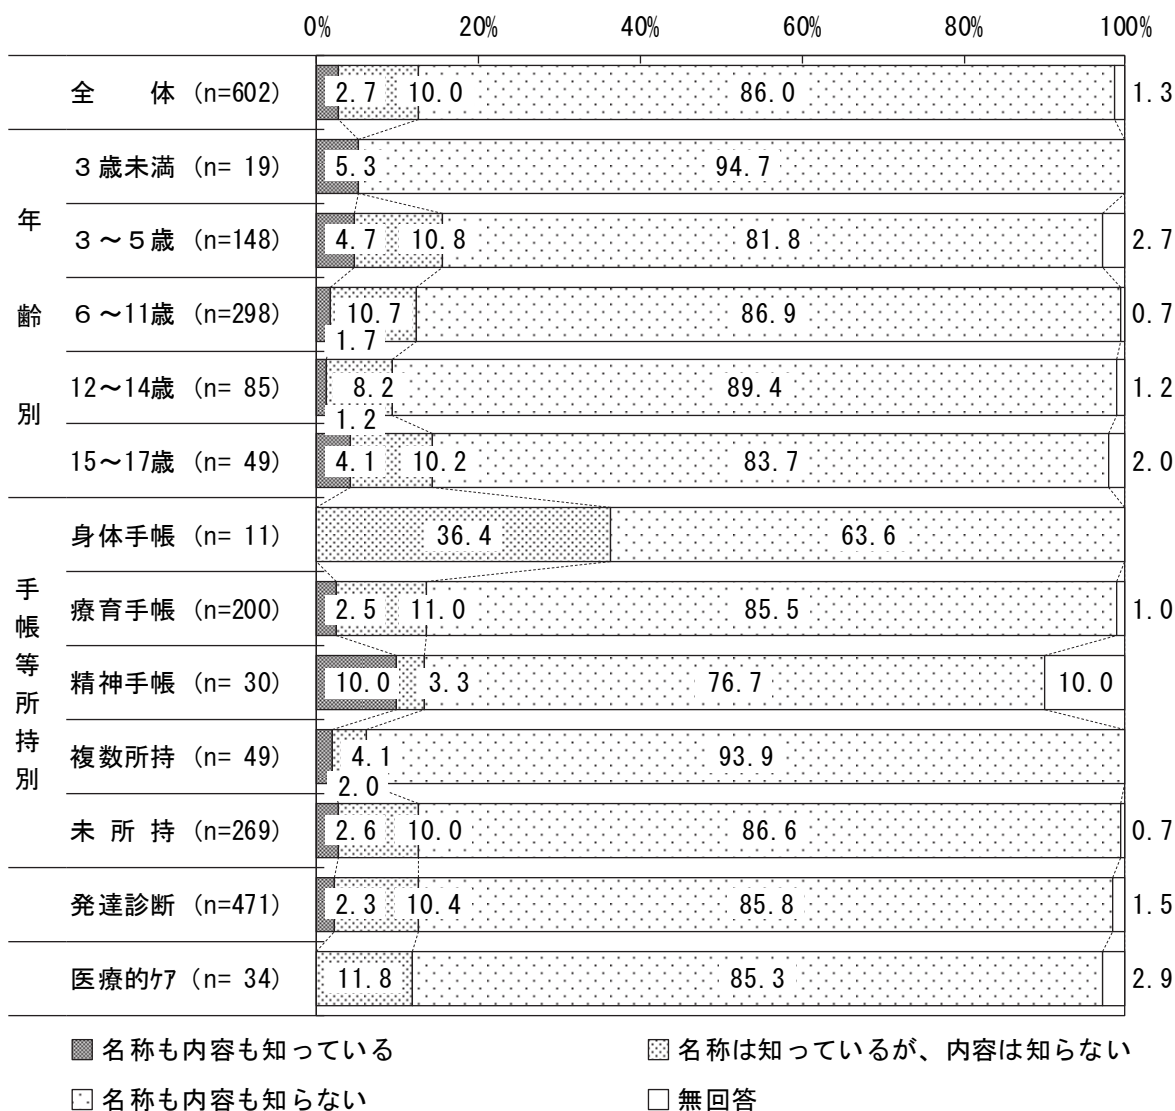 0% 20% 40% 60% 80% 100%
全 体 (n=602) 2.7 10.0 86.0 1.3
年齢別
３歳未満 (n= 19) 5.3 94.7
３～５歳 (n=148) 4.7 10.8 81.8 2.7
６～11歳 (n=298) 1.7 10.7 86.9 0.7
12～14歳 (n= 85) 1.2 8.2 89.4 1.2
15～17歳 (n= 49) 4.1 10.2 83.7 2.0
手帳等所持別
身体手帳 (n= 11) 36.4 63.6
療育手帳 (n=200) 2.5 11.0 85.5 1.0
精神手帳 (n= 30) 10.0 3.3 76.7 10.0
複数所持 (n= 49) 2.0 4.1 93.9
未 所 持 (n=269) 2.6 10.0 86.6 0.7
発達診断 (n=471) 2.3 10.4 85.8 1.5
医療的ｹｱ (n= 34) 11.8 85.3 2.9
名称も内容も知っている 名称は知っているが、内容は知らない
名称も内容も知らない 無回答